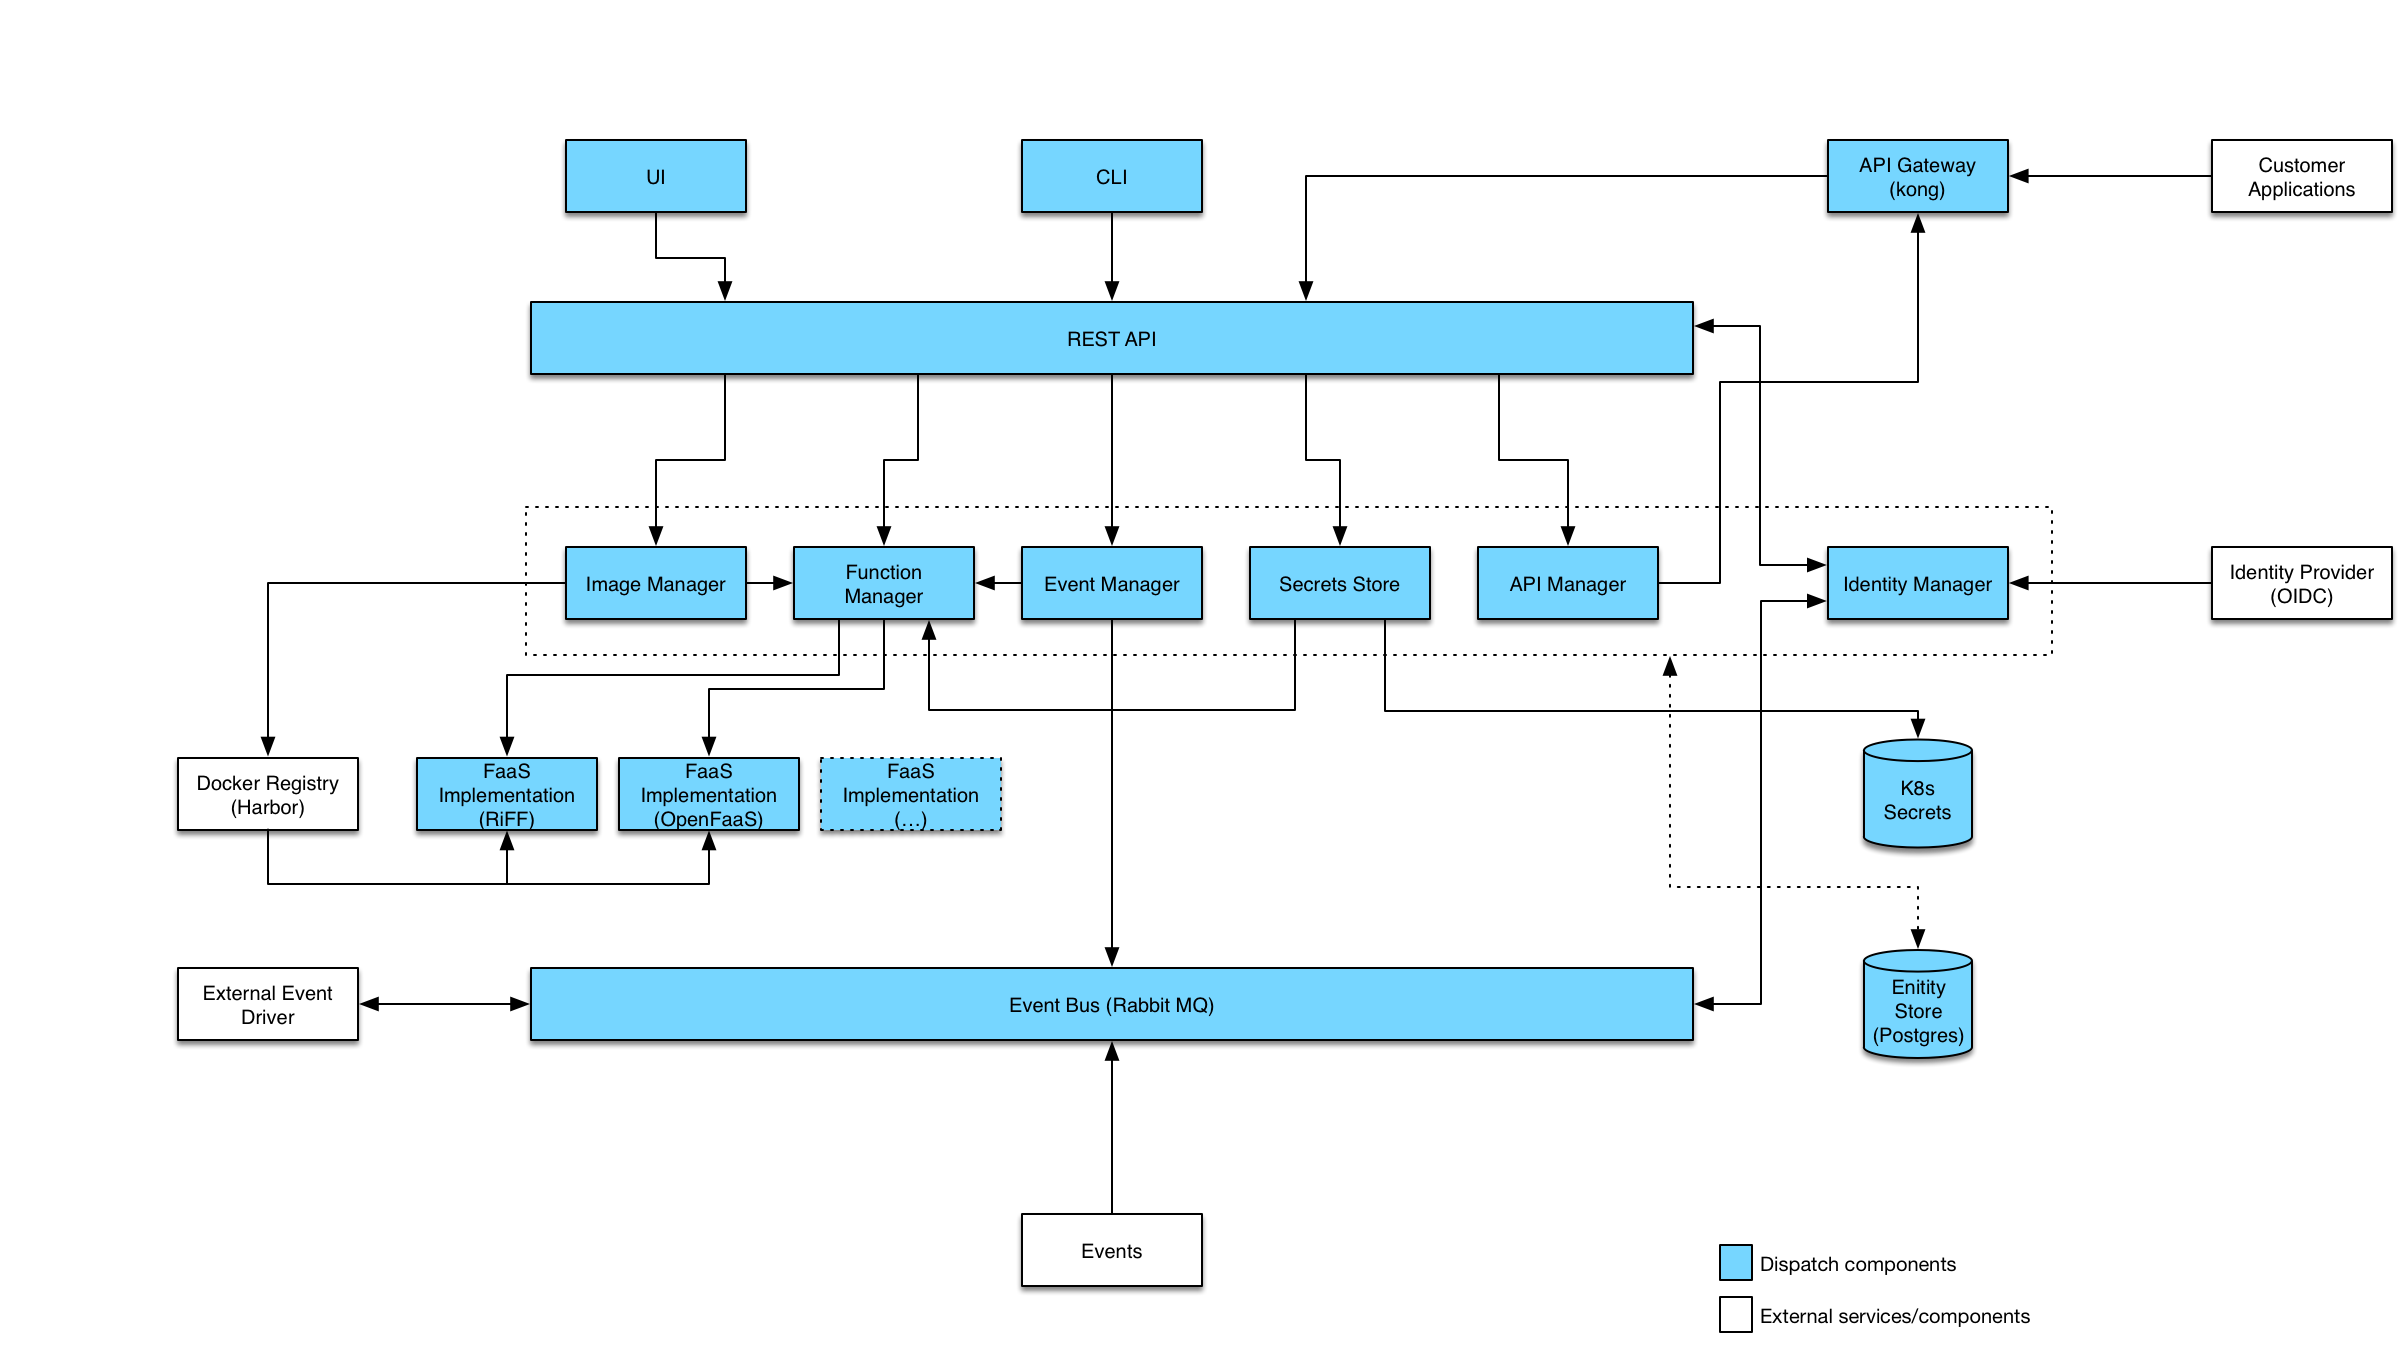 UI
CLI
API Gateway
(kong)
Customer
Applications
REST API
Image Manager
Function
Manager
Event Manager
Secrets Store
API Manager
Identity Manager
Identity Provider
(OIDC)
Docker Registry
(Harbor)
FaaS
Implementation
(RiFF)
FaaS
Implementation
(OpenFaaS)
FaaS
Implementation
(...)
K8s
Secrets
External Event
Driver
Event Bus (Rabbit MQ)
Enitity
Store
(Postgres)
Events
Dispatch components
External services/components